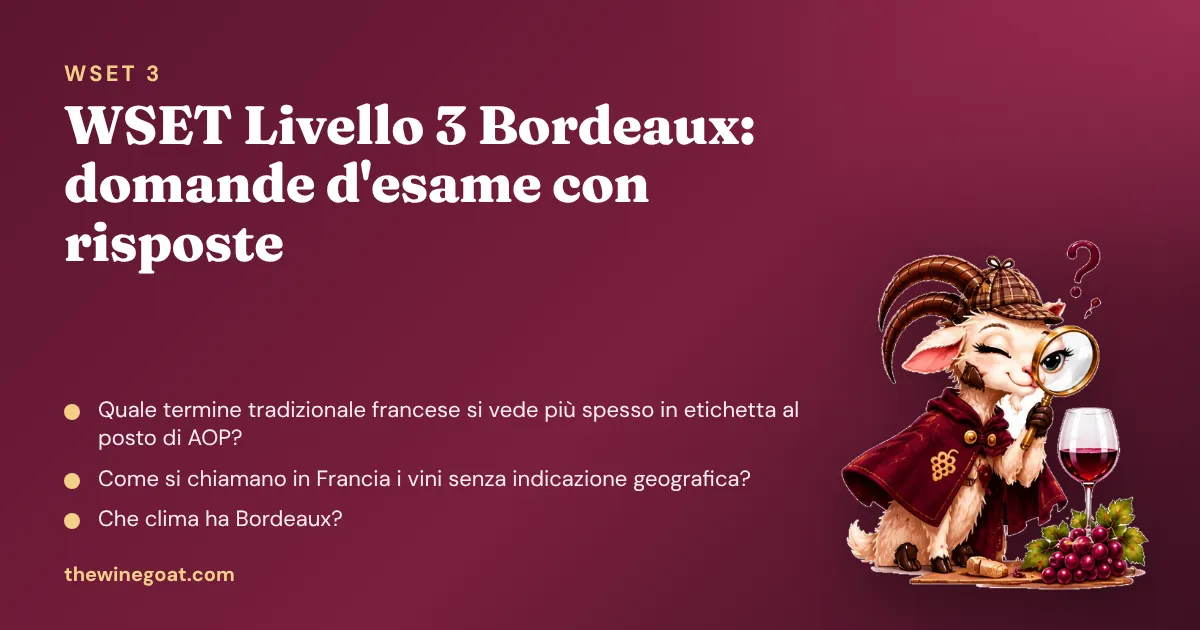 WSET 3
WSET Livello 3 Bordeaux:
domande d'esame con
risposte
Quale termine tradizionale francese si vede più spesso in etichetta al
posto di AOP?
Come si chiamano in Francia i vini senza indicazione geografica?
Che clima ha Bordeaux?
thewinegoat.com